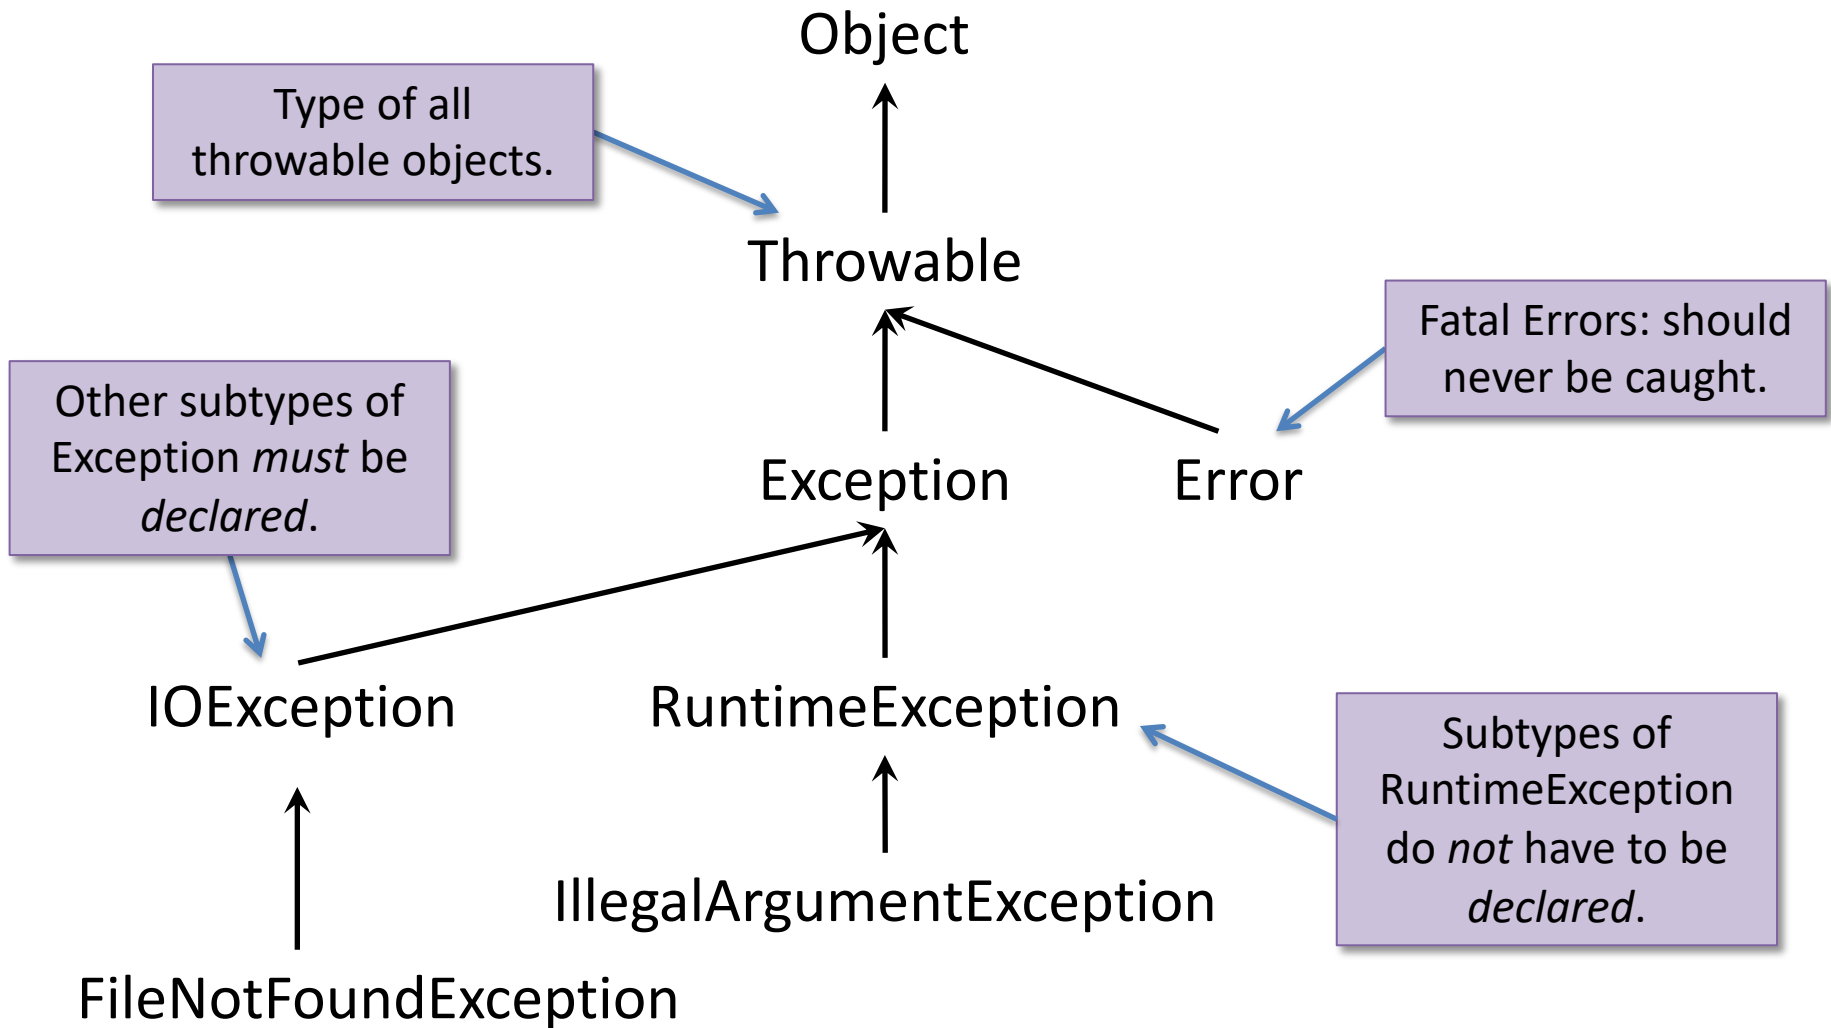 Object
Type of all
throwable objects.
Throwable
Fatal Errors: should
never be caught.
Other subtypes of
Exception must be
declared.
Exception
Error
IOException
RuntimeException
Subtypes of
RuntimeException
do not have to be
declared.
IllegalArgumentException
FileNotFoundException